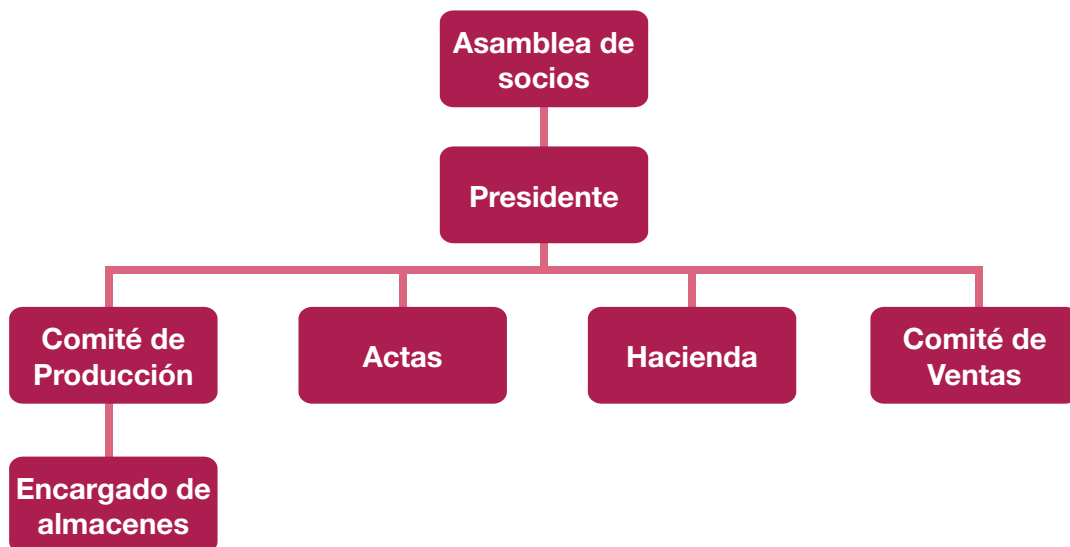 Asamblea de
socios
Presidente
Comité de
Producción
Actas
Hacienda
Comité de
Ventas
Encargado de
almacenes